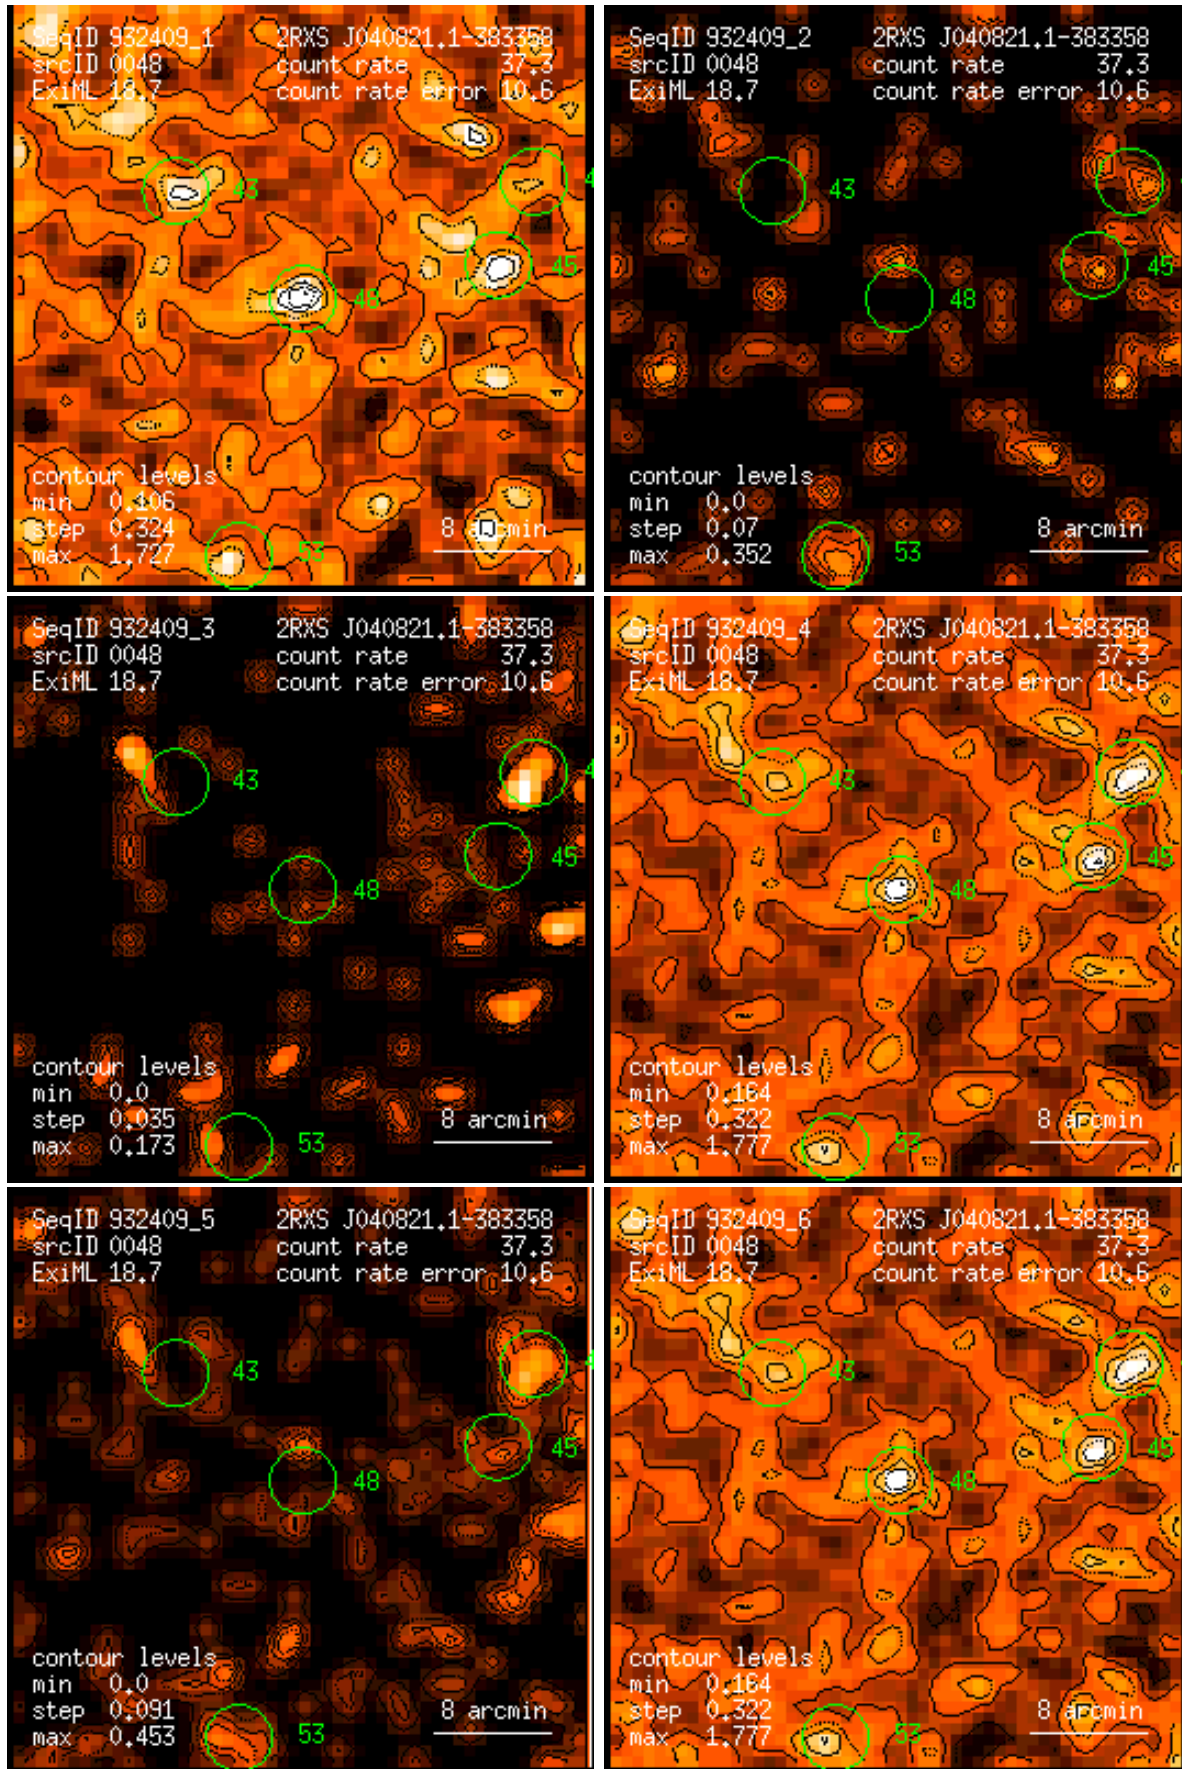 SeqID 932409_1 2RXS J040821.1-383358
srcID 0048 count rate 37.3
ExiML 18.7 count rate error 10.6
43
4
45
48
contour levels
min 0.106
step 0.324 8 arcmin
max 1.727 53
SeqID 932409_2 2RXS J040821.1-383358
srcID 0048 count rate 37.3
ExiML 18.7 count rate error 10.6
43
45
48
contour levels
min 0.0
step 0.07 8 arcmin
max 0.352 53
SeqID 932409_3 2RXS J040821.1-383358
srcID 0048 count rate 37.3
ExiML 18.7 count rate error 10.6
43
4
45
48
contour levels
min 0.0
step 0.035 8 arcmin
max 0.173 53
SeqID 932409_4 2RXS J040821.1-383358
srcID 0048 count rate 37.3
ExiML 18.7 count rate error 10.6
43
45
48
contour levels
min 0.164
step 0.322 8 arcmin
max 1.777 53
SeqID 932409_5 2RXS J040821.1-383358
srcID 0048 count rate 37.3
ExiML 18.7 count rate error 10.6
43
4
45
48
contour levels
min 0.0
step 0.091 8 arcmin
max 0.453 53
SeqID 932409_6 2RXS J040821.1-383358
srcID 0048 count rate 37.3
ExiML 18.7 count rate error 10.6
43
45
48
contour levels
min 0.164
step 0.322 8 arcmin
max 1.777 53